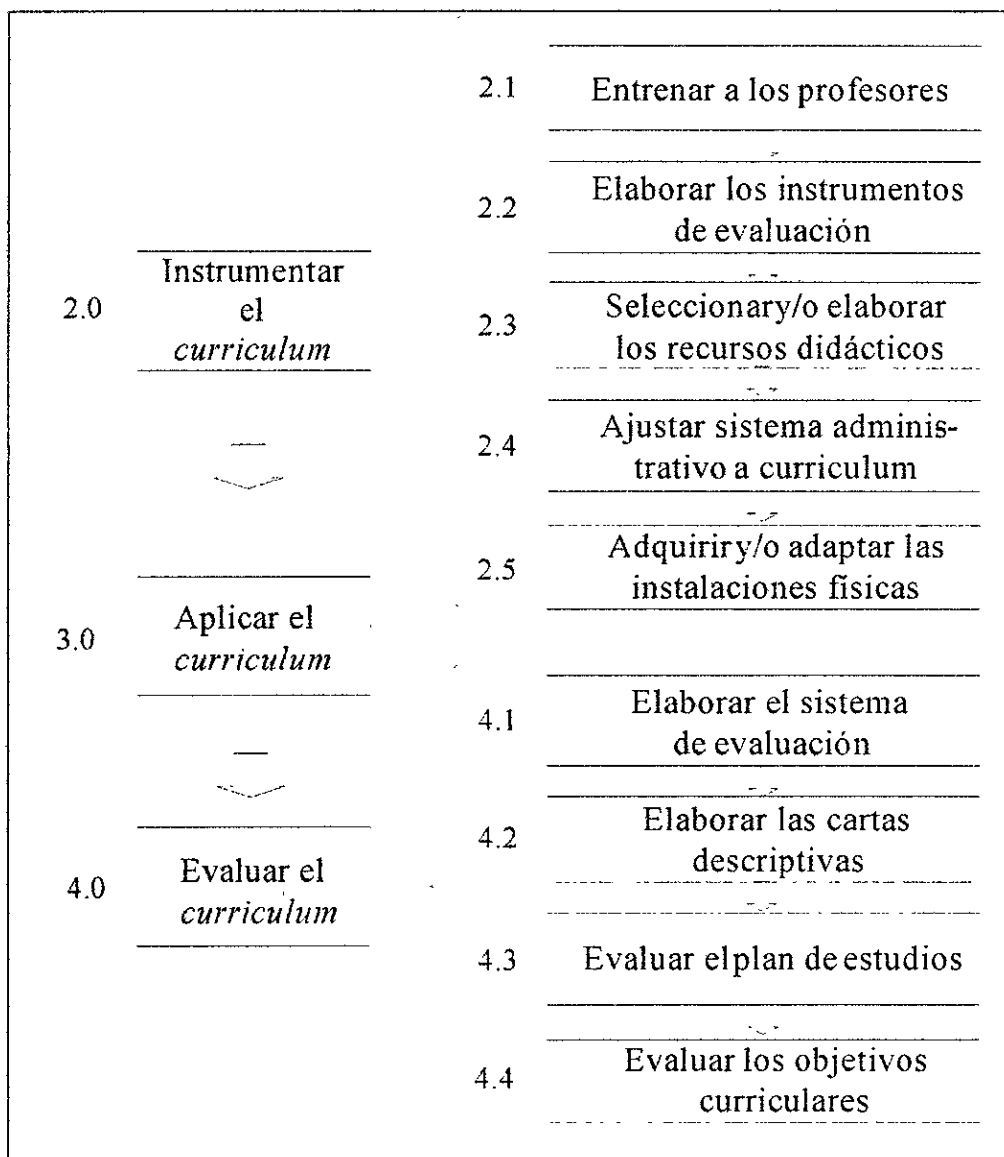 2.0
Instrumentar
el
curriculum
3.0
Aplicar el
curriculum
4.0
Evaluar el
curriculum
2.1
Entrenar a los profesores
2.2
Elaborar los instrumentos
de evaluación
2.3
Seleccionary/o elaborar
los recursos didácticos
2.4
Ajustar sistema adminis-
trativo a curriculum
2.5
Adquiriry/o adaptar las
instalaciones físicas
4.1
Elaborar el sistema
de evaluación
4.2
Elaborar las cartas
descriptivas
4.3
Evaluar elplan de estudios
4.4
Evaluar los objetivos
curriculares